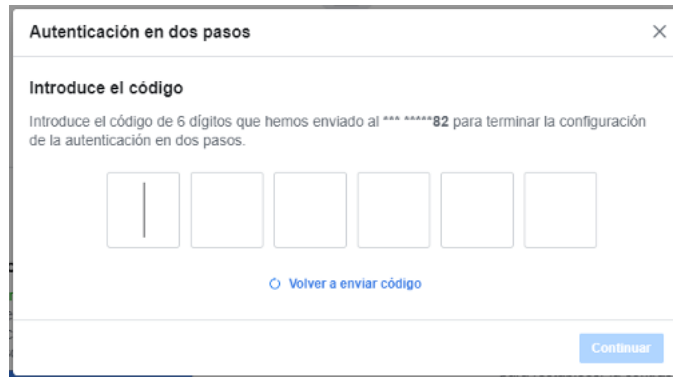 Autenticación en dos pasos
Introduce el código
Introduce el código de 6 dígitos que hemos enviado al *** *****82 para terminar la configuración
de la autenticación en dos pasos.
Volver a enviar código
Continuar